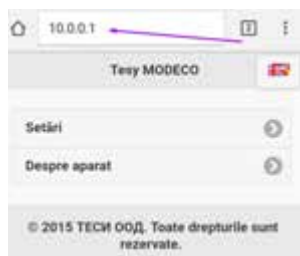 10.0.0.1
Tesy MODECO
Setări
Despre aparat
© 2015 ТЕСИ ООД. Toate drepturile sunt
rezervate.